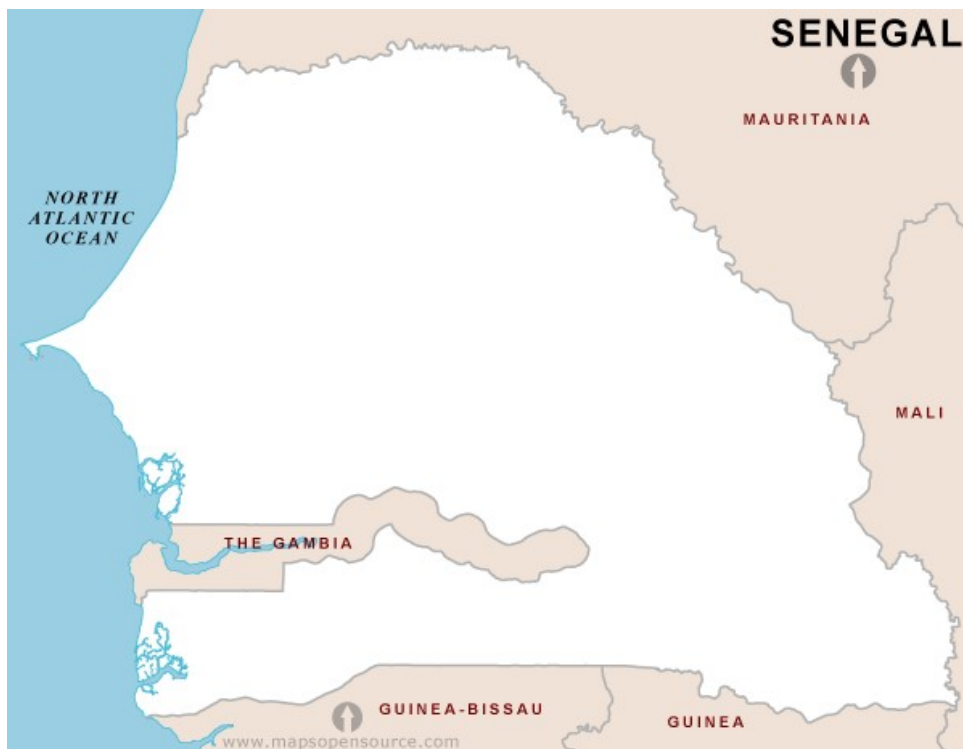 SENEGAL
MAURITANIA
NORTH
ATLANTIC
OCEAN
MALI
THE GAMBIA
GUINEA-BISSAU
GUINEA
www.mapsopensource.com